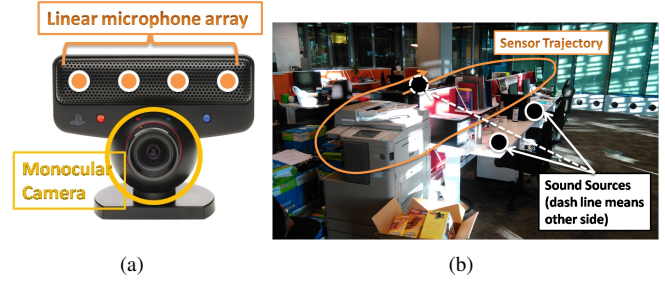 Linear microphone array
Monocular
Camera
Sensor Trajectory
Sound Sources
(dash line means
other side)
(a)
(b)